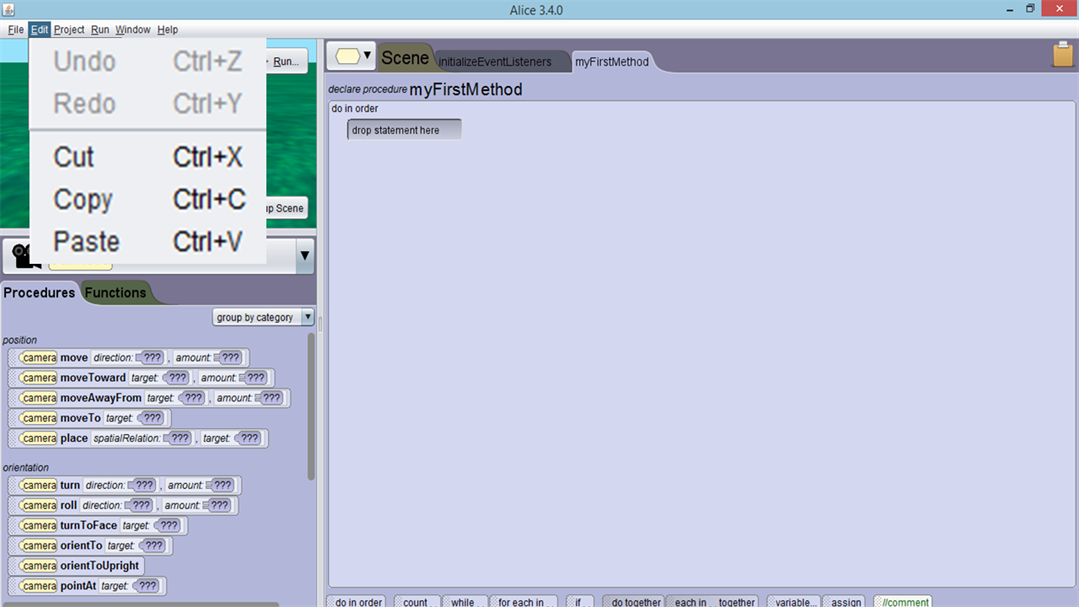 Alice 3.4.0
File Edit Project Run Window Help
Undo Ctrl+Z
Redo Ctrl+Y
Cut Ctrl+X
Copy Ctrl+C
Paste Ctrl+V
Run...
up Scene
Procedures Functions
group by category
position
camera move direction: ??? , amount: ???
camera moveToward target: ??? , amount: ???
camera moveAwayFrom target: ??? , amount: ???
camera moveTo target: ???
camera place spatialRelation: ??? , target: ???
orientation
camera turn direction: ??? , amount: ???
camera roll direction: ??? , amount: ???
camera turnToFace target: ???
camera orientTo target: ???
camera orientToUpright
camera pointAt target: ???
Scene initializeEventListeners myFirstMethod
declare procedure myFirstMethod
do in order
drop statement here
do in order count while for each in if do together each in _ together variable... assign //comment